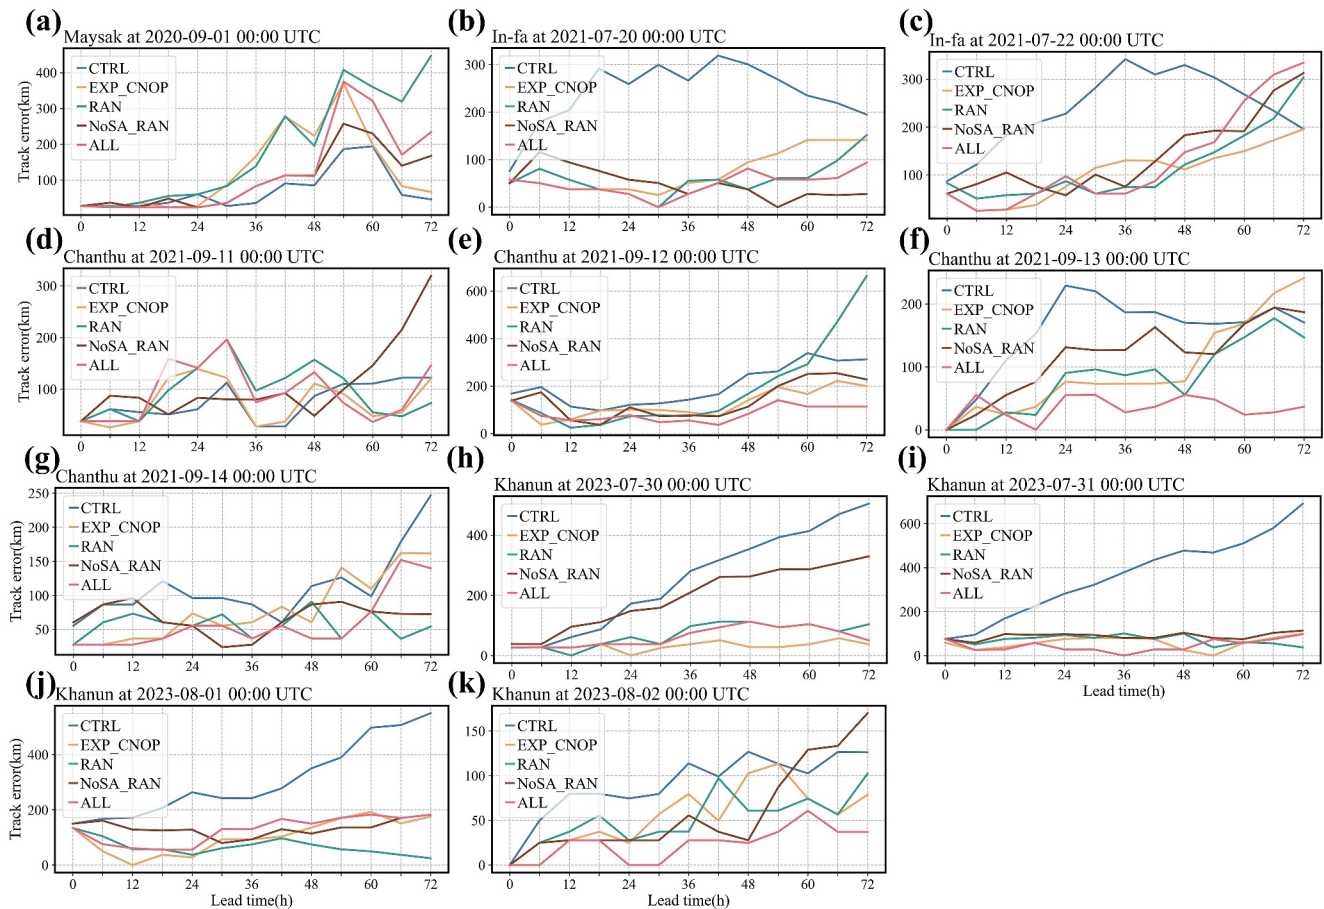 (a)
Maysak at 2020-09-01 00:00 UTC
Track error(km)
400
300
200
100
CTRL
EXP_CNOP
RAN
NoSA_RAN
ALL
0 12 24 36 48 60 72
(b)
In-fa at 2021-07-20 00:00 UTC
300
200
100
0
CTRL
EXP_CNOP
RAN
NoSA_RAN
ALL
0 12 24 36 48 60 72
(c)
In-fa at 2021-07-22 00:00 UTC
300
200
100
0
CTRL
EXP_CNOP
RAN
NoSA_RAN
ALL
0 12 24 36 48 60 72
(d)
Chanthu at 2021-09-11 00:00 UTC
Track error(km)
300
200
100
CTRL
EXP_CNOP
RAN
NoSA_RAN
ALL
0 12 24 36 48 60 72
(e)
Chanthu at 2021-09-12 00:00 UTC
600
400
200
0
CTRL
EXP_CNOP
RAN
NoSA_RAN
ALL
0 12 24 36 48 60 72
(f)
Chanthu at 2021-09-13 00:00 UTC
200
100
0
CTRL
EXP_CNOP
RAN
NoSA_RAN
ALL
0 12 24 36 48 60 72
(g)
Chanthu at 2021-09-14 00:00 UTC
Track error(km)
250
200
150
100
50
CTRL
EXP_CNOP
RAN
NoSA_RAN
ALL
0 12 24 36 48 60 72
(h)
Khanun at 2023-07-30 00:00 UTC
400
200
0
CTRL
EXP_CNOP
RAN
NoSA_RAN
ALL
0 12 24 36 48 60 72
(i)
Khanun at 2023-07-31 00:00 UTC
600
400
200
0
CTRL
EXP_CNOP
RAN
NoSA_RAN
ALL
0 12 24 36 48 60 72
Lead time(h)
(j)
Khanun at 2023-08-01 00:00 UTC
Track error(km)
400
200
0
CTRL
EXP_CNOP
RAN
NoSA_RAN
ALL
0 12 24 36 48 60 72
Lead time(h)
(k)
Khanun at 2023-08-02 00:00 UTC
150
100
50
0
CTRL
EXP_CNOP
RAN
NoSA_RAN
ALL
0 12 24 36 48 60 72
Lead time(h)